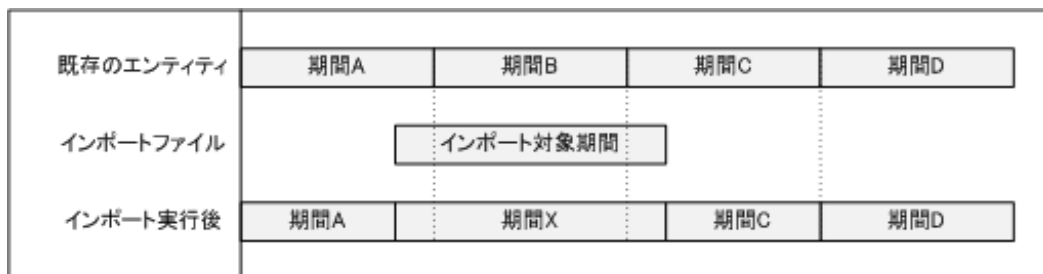 既存のエンティティ 期間A 期間B 期間C 期間D
インポートファイル インポート対象期間
インポート実行後 期間A 期間X 期間C 期間D